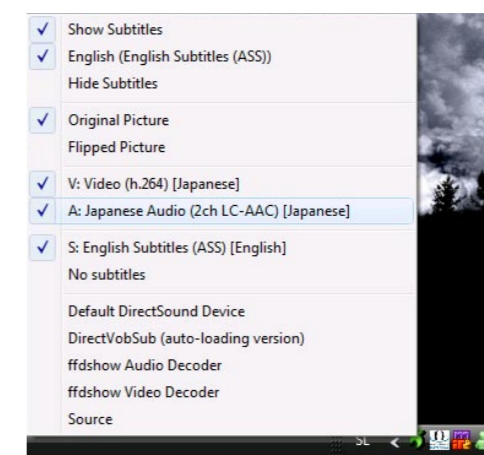 Show Subtitles
English (English Subtitles (ASS))
Hide Subtitles
Original Picture
Flipped Picture
V: Video (h.264) [Japanese]
A: Japanese Audio (2ch LC-AAC) [Japanese]
S: English Subtitles (ASS) [English]
No subtitles
Default DirectSound Device
DirectVobSub (auto-loading version)
ffdshow Audio Decoder
ffdshow Video Decoder
Source
SL